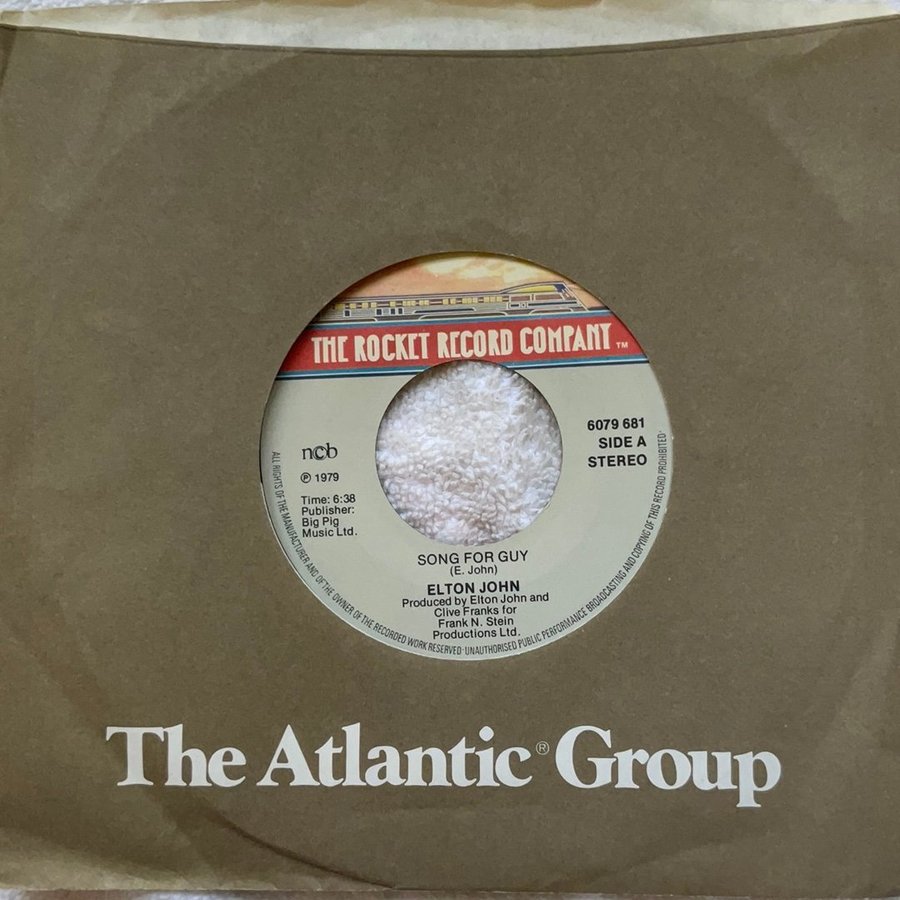 THE ROCKET RECORD COMPANY ™
6079 681
SIDE A
STEREO
ncb
℗ 1979
Time: 6:38
Publisher:
Big Pig
Music Ltd.
SONG FOR GUY
(E. John)
ELTON JOHN
Produced by Elton John and
Clive Franks for
Frank N. Stein
Productions Ltd.
ALL RIGHTS OF THE MANUFACTURER AND OF THE OWNER OF THE RECORDED WORK RESERVED · UNAUTHORISED PUBLIC PERFORMANCE BROADCASTING AND COPYING OF THIS RECORD PROHIBITED ·
The Atlantic® Group